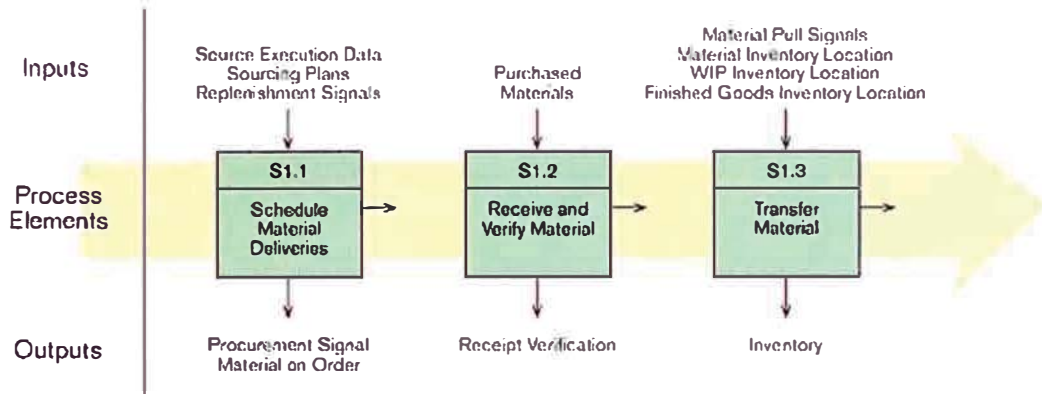 Inputs
Source Execution Data
Sourcing Plans
Replenishment Signals
Purchased
Materials
Material Pull Signals
Material Inventory Location
WIP Inventory Location
Finished Goods Inventory Location
Process
Elements
S1.1
Schedule
Material
Deliveries
S1.2
Receive and
Verify Material
S1.3
Transfer
Material
Outputs
Procurement Signal
Material on Order
Receipt Verification
Inventory